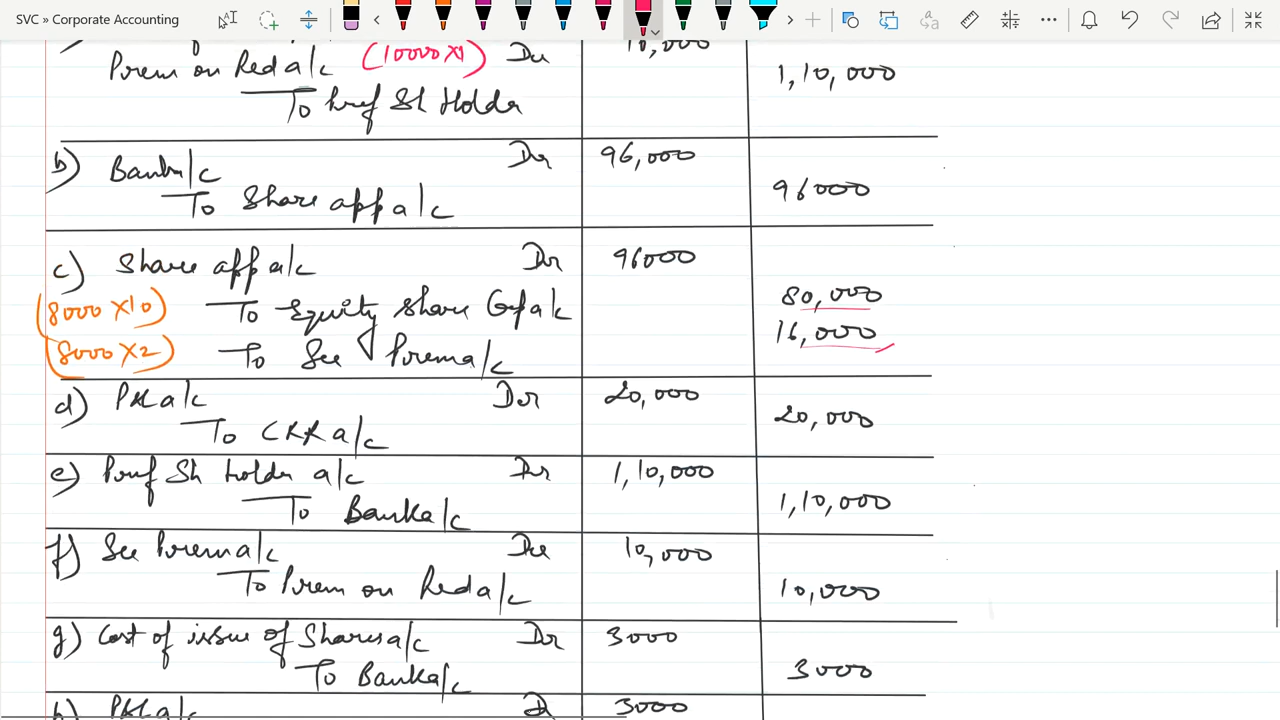 SVC » Corporate Accounting
Prem on Red a/c (10000 x 1) Dr 10,000
1,10,000
To Pref Sh Holder
b) Bank a/c Dr 96,000
To Share app a/c 96000
c) Share app a/c Dr 96000
(8000 x 10) To Equity Share Cap a/c 80,000
(8000 x 2) To Sec Prem a/c 16,000
d) P&L a/c Dr 20,000
To CRR a/c 20,000
e) Pref Sh Holder a/c Dr 1,10,000
To Bank a/c 1,10,000
f) Sec Prem a/c Dr 10,000
To Prem on Red a/c 10,000
g) Cost of issue of Shares a/c Dr 3000
To Bank a/c 3000
h) P&L a/c D 3000